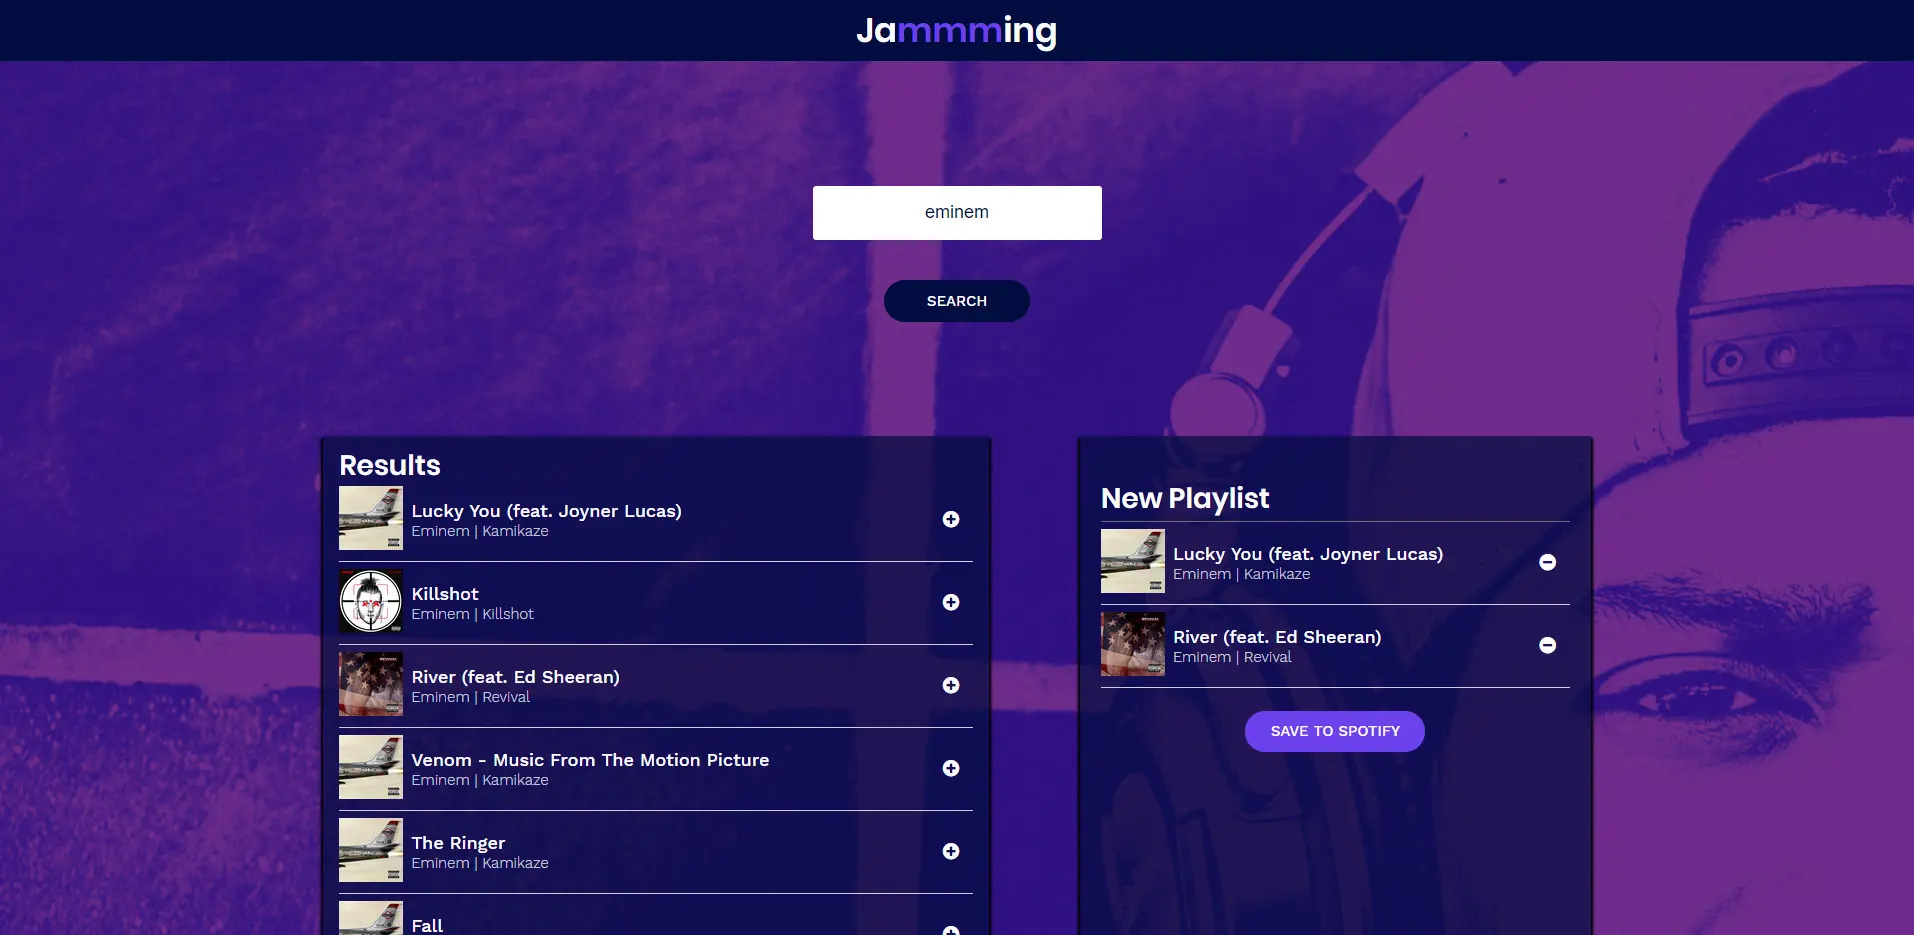 Jammming
eminem
SEARCH
Results
Lucky You (feat. Joyner Lucas)
Eminem | Kamikaze
Killshot
Eminem | Killshot
River (feat. Ed Sheeran)
Eminem | Revival
Venom - Music From The Motion Picture
Eminem | Kamikaze
The Ringer
Eminem | Kamikaze
Fall
New Playlist
Lucky You (feat. Joyner Lucas)
Eminem | Kamikaze
River (feat. Ed Sheeran)
Eminem | Revival
SAVE TO SPOTIFY